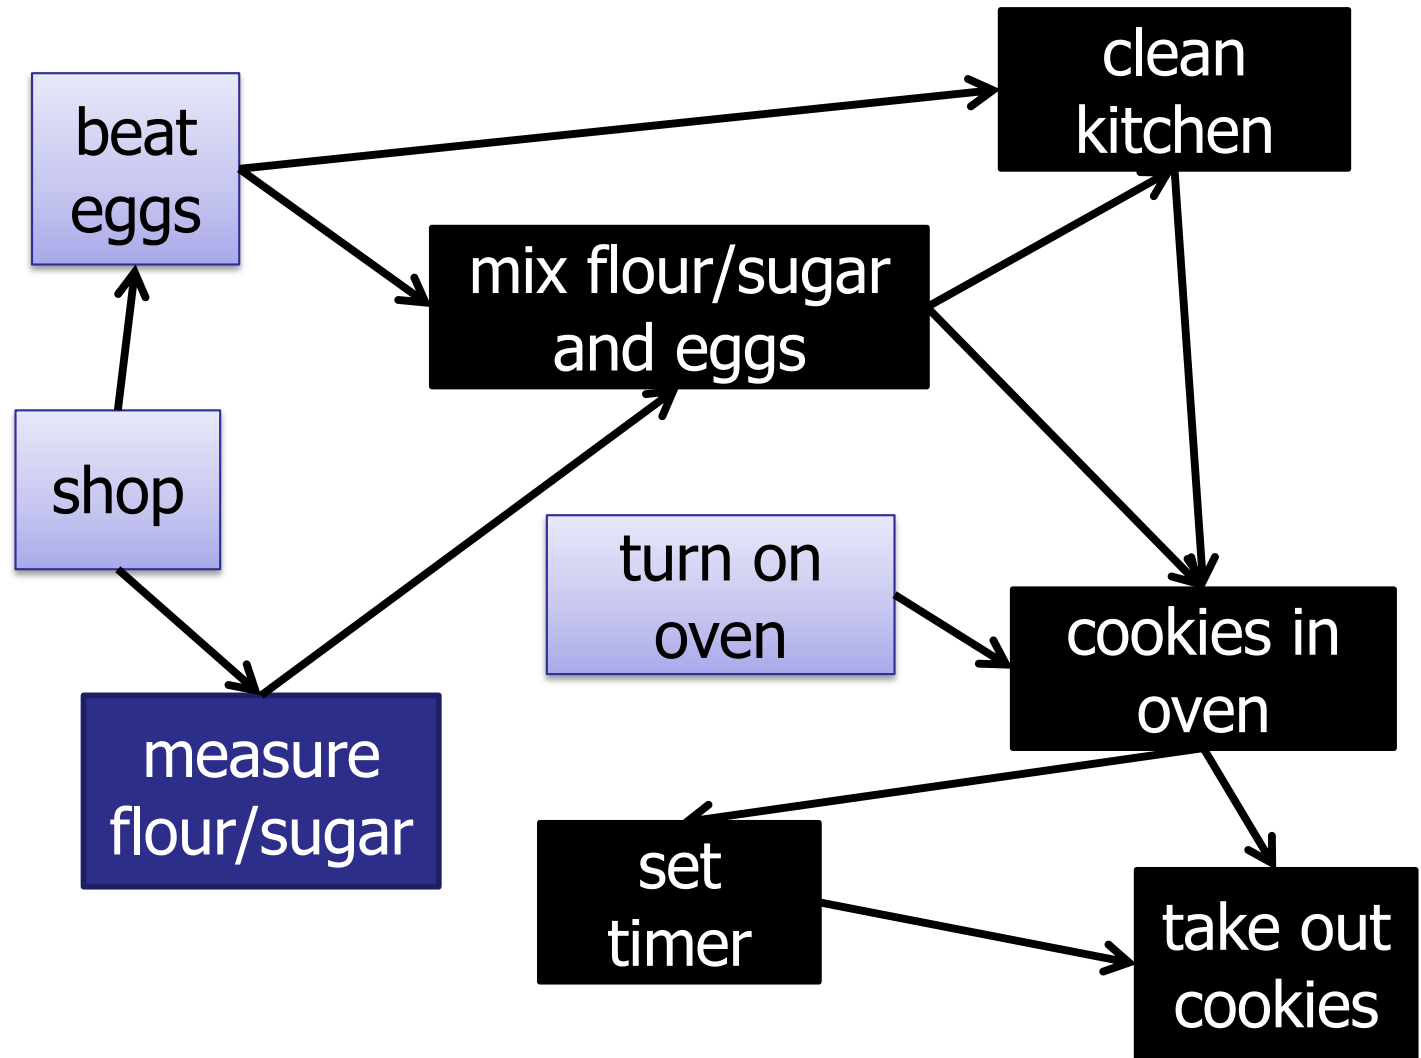 clean
kitchen
beat
eggs
mix flour/sugar
and eggs
shop
turn on
oven
cookies in
oven
measure
flour/sugar
set
timer
take out
cookies